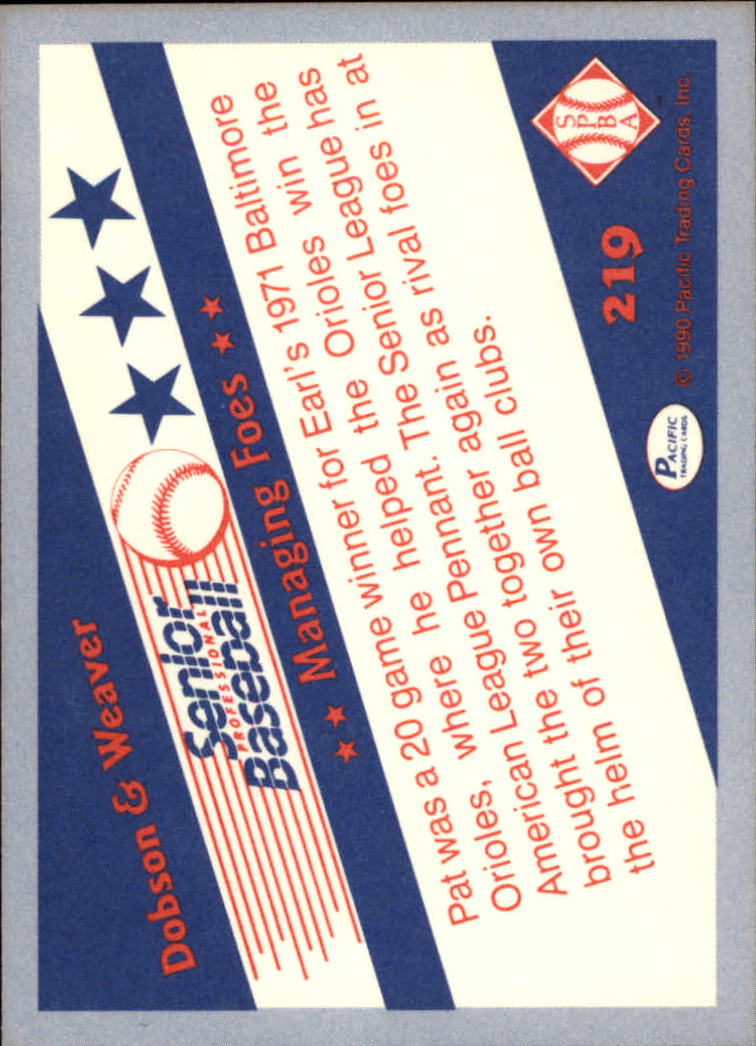 Dobson & Weaver
Senior
PROFESSIONAL
Baseball
Managing Foes
Pat was a 20 game winner for Earl's 1971 Baltimore
Orioles, where he helped the Orioles win the
American League Pennant. The Senior League has
brought the two together again as rival foes in at
the helm of their own ball clubs.
SPBA
219
PACIFIC
TRADING CARDS
© 1990 Pacific Trading Cards, Inc.